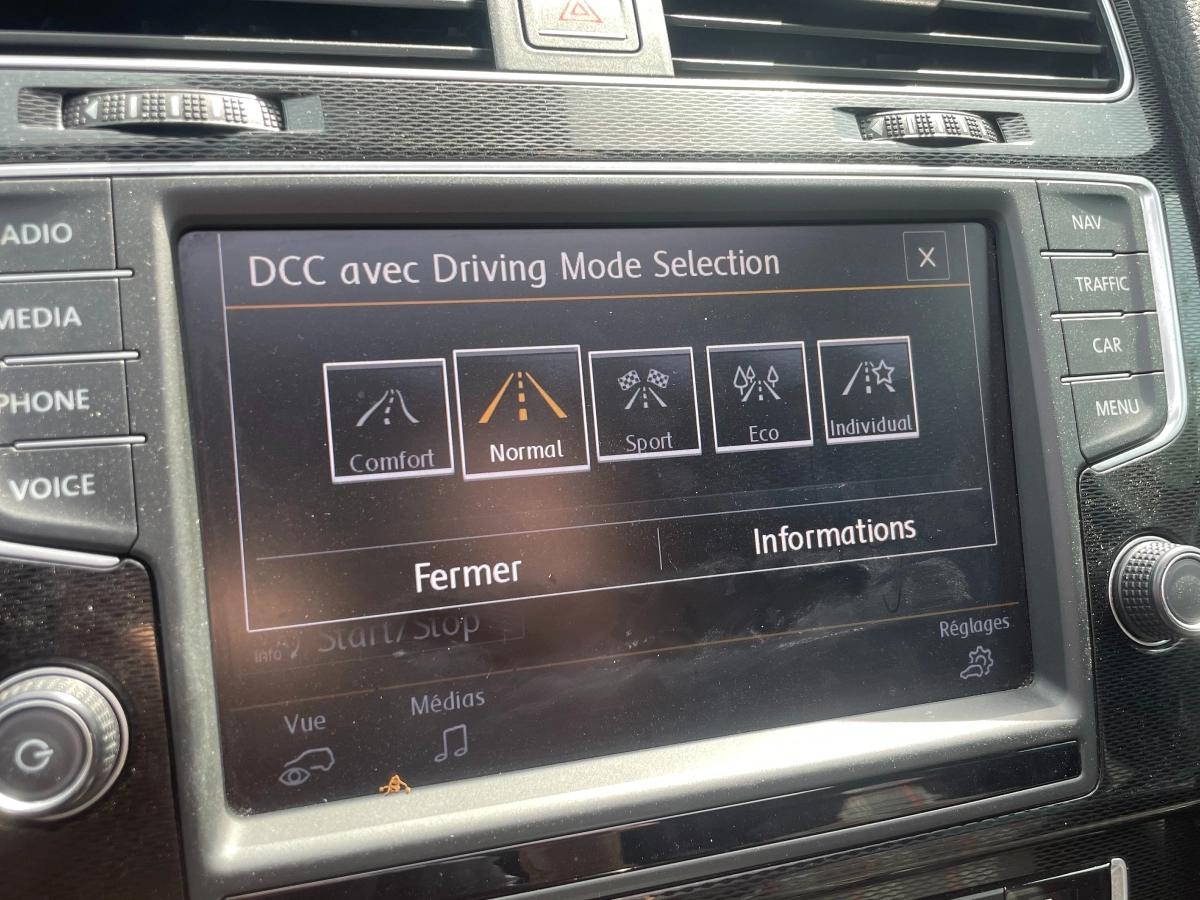 ADIO
MEDIA
PHONE
VOICE
DCC avec Driving Mode Selection
X
Comfort
Normal
Sport
Eco
Individual
Fermer
Informations
Info
Start/Stop
Réglages
Vue
Médias
NAV
TRAFFIC
CAR
MENU